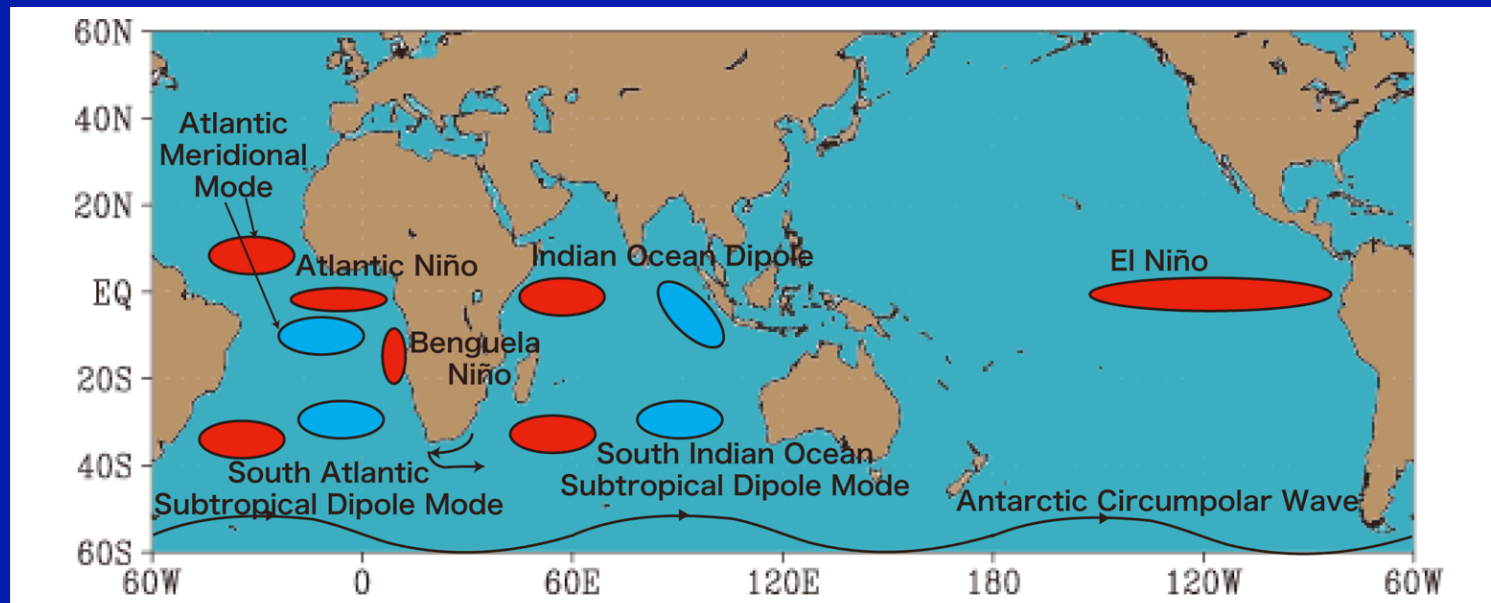 60N
40N
20N
EQ
20S
40S
60S
Atlantic
Meridional
Mode
Atlantic Niño
Indian Ocean Dipole
El Niño
Benguela
Niño
South Atlantic
Subtropical Dipole Mode
South Indian Ocean
Subtropical Dipole Mode
Antarctic Circumpolar Wave
60W
0
60E
120E
180
120W
60W